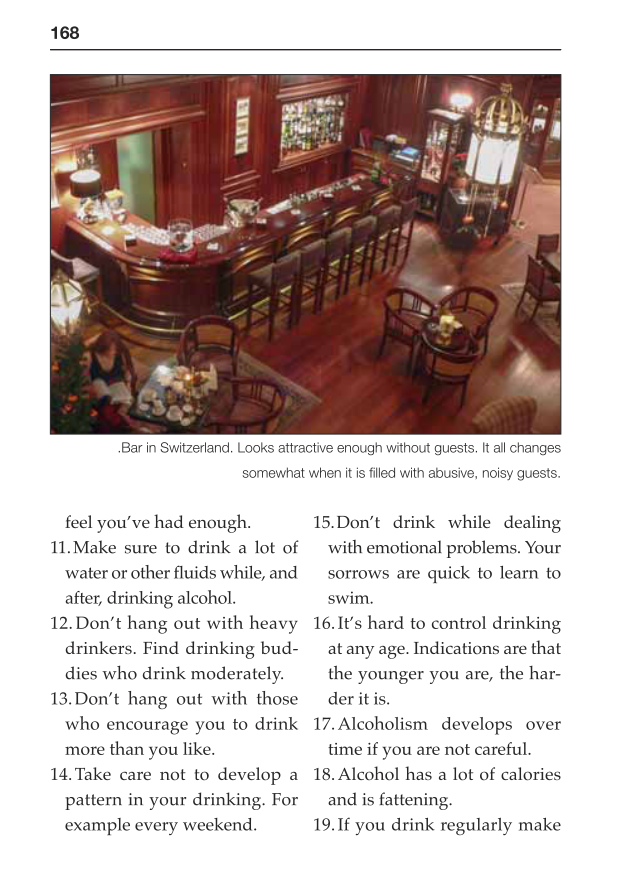 168
.Bar in Switzerland. Looks attractive enough without guests. It all changes
somewhat when it is filled with abusive, noisy guests.
feel you’ve had enough.
11. Make sure to drink a lot of
water or other fluids while, and
after, drinking alcohol.
12. Don’t hang out with heavy
drinkers. Find drinking bud-
dies who drink moderately.
13. Don’t hang out with those
who encourage you to drink
more than you like.
14. Take care not to develop a
pattern in your drinking. For
example every weekend.
15. Don’t drink while dealing
with emotional problems. Your
sorrows are quick to learn to
swim.
16. It’s hard to control drinking
at any age. Indications are that
the younger you are, the har-
der it is.
17. Alcoholism develops over
time if you are not careful.
18. Alcohol has a lot of calories
and is fattening.
19. If you drink regularly make